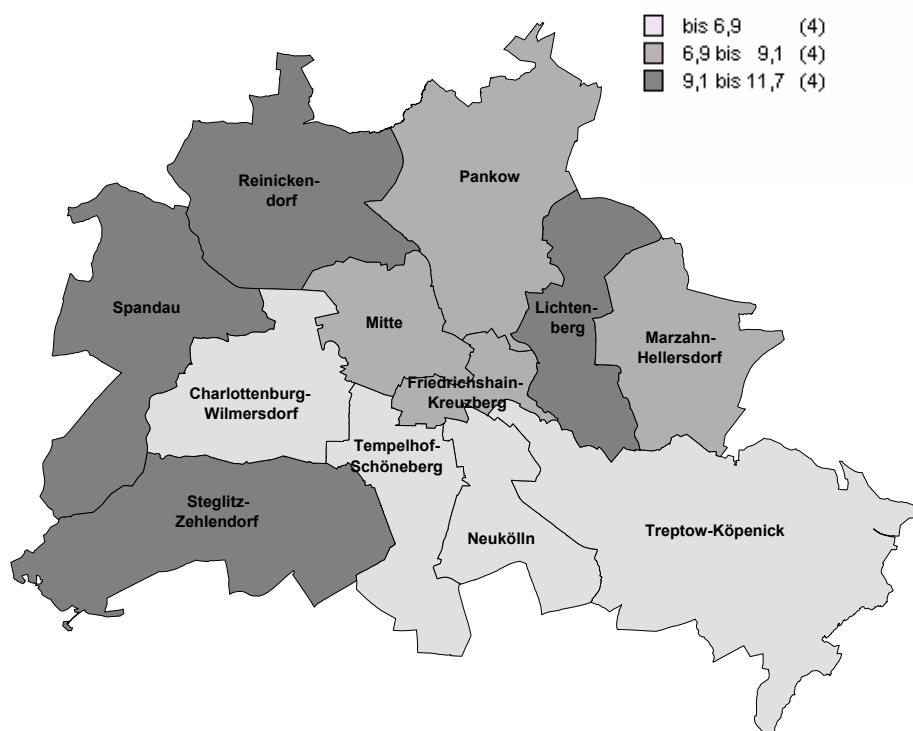 bis 6,9 (4)
6,9 bis 9,1 (4)
9,1 bis 11,7 (4)
Reinicken-
dorf
Pankow
Spandau
Mitte
Lichten-
berg
Marzahn-
Hellersdorf
Charlottenburg-
Wilmersdorf
Friedrichshain-
Kreuzberg
Tempelhof-
Schöneberg
Steglitz-
Zehlendorf
Neukölln
Treptow-Köpenick